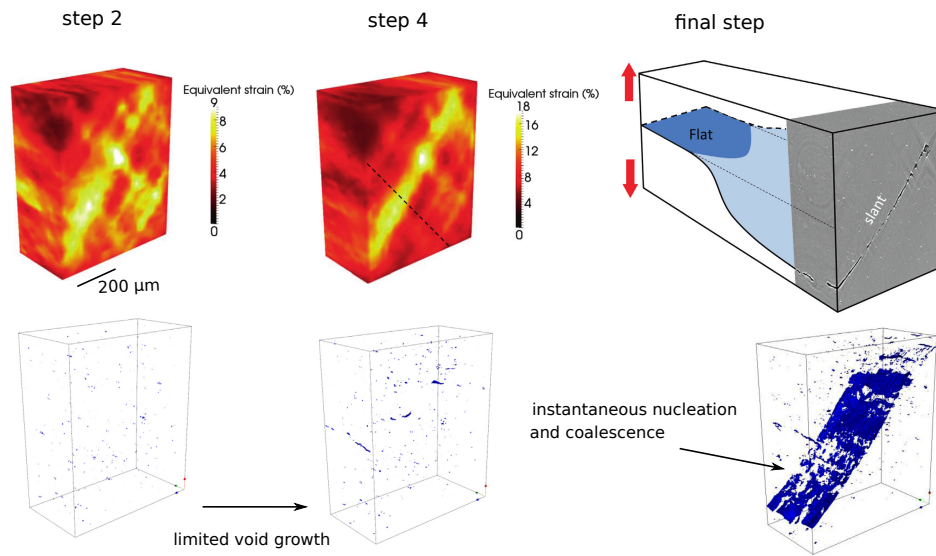 step 2
step 4
final step
Equivalent strain (%)
9
8
6
4
2
0
200 µm
Equivalent strain (%)
18
16
12
8
4
0
Flat
slant
instantaneous nucleation
and coalescence
limited void growth